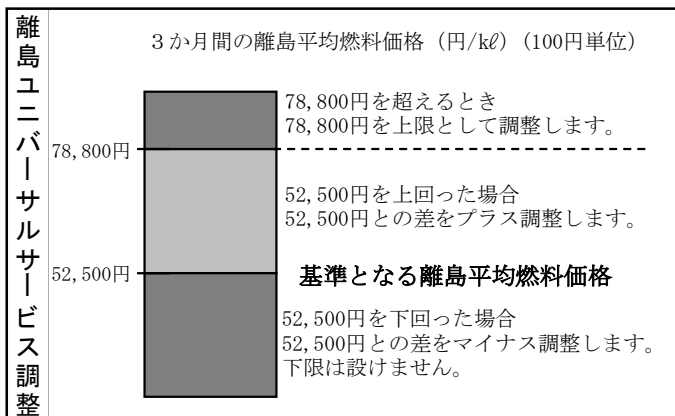 離島ユニバーサルサービス調整
３か月間の離島平均燃料価格（円/kℓ）（100円単位）
78,800円を超えるとき
78,800円を上限として調整します。
78,800円
52,500円を上回った場合
52,500円との差をプラス調整します。
52,500円
基準となる離島平均燃料価格
52,500円を下回った場合
52,500円との差をマイナス調整します。
下限は設けません。